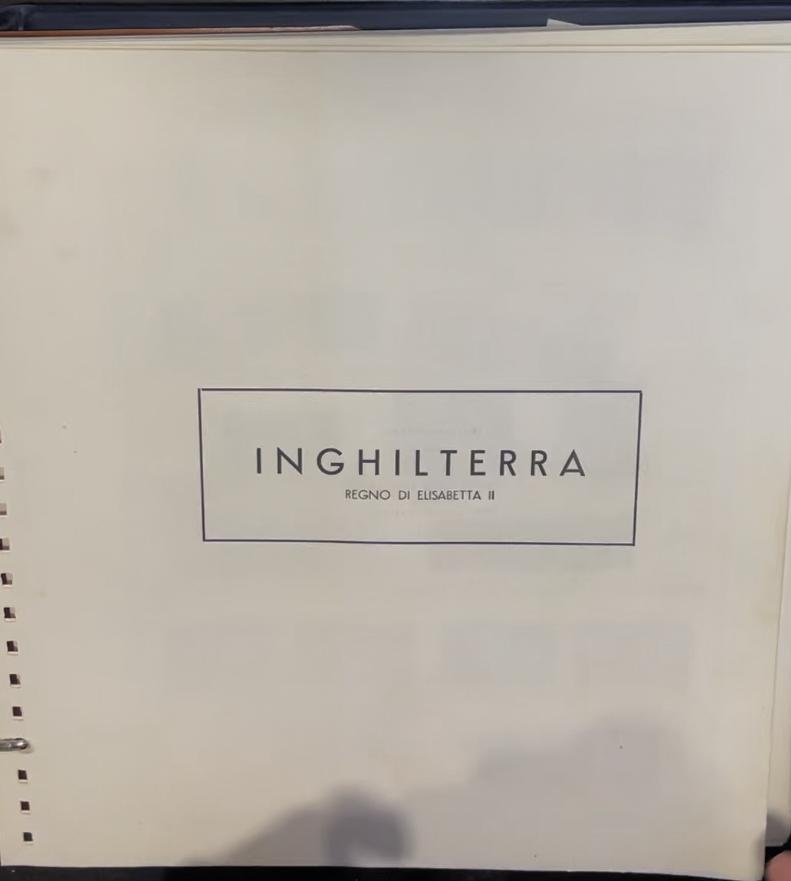 INGHILTERRA
REGNO DI ELISABETTA II